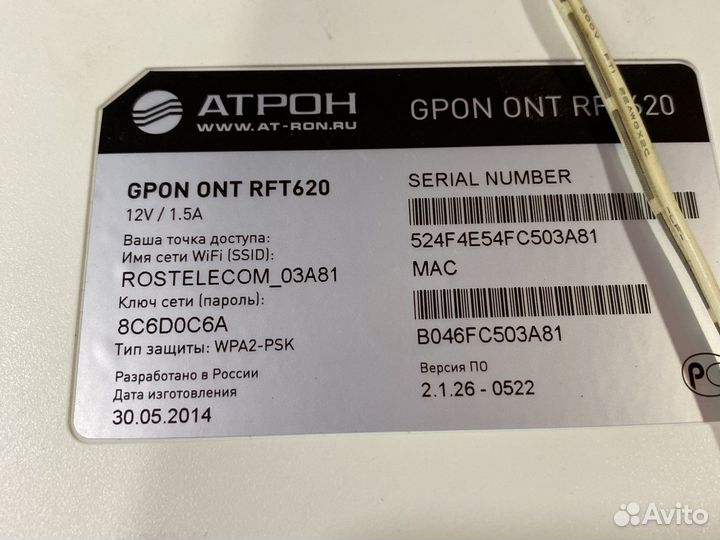 АТРОН
WWW.AT-RON.RU
GPON ONT RFT620
GPON ONT RFT620
12V / 1.5A
Ваша точка доступа:
Имя сети WiFi (SSID):
ROSTELECOM_03A81
Ключ сети (пароль):
8C6D0C6A
Тип защиты: WPA2-PSK
Разработано в России
Дата изготовления
30.05.2014
SERIAL NUMBER
524F4E54FC503A81
MAC
B046FC503A81
Версия ПО
2.1.26 - 0522
Avito